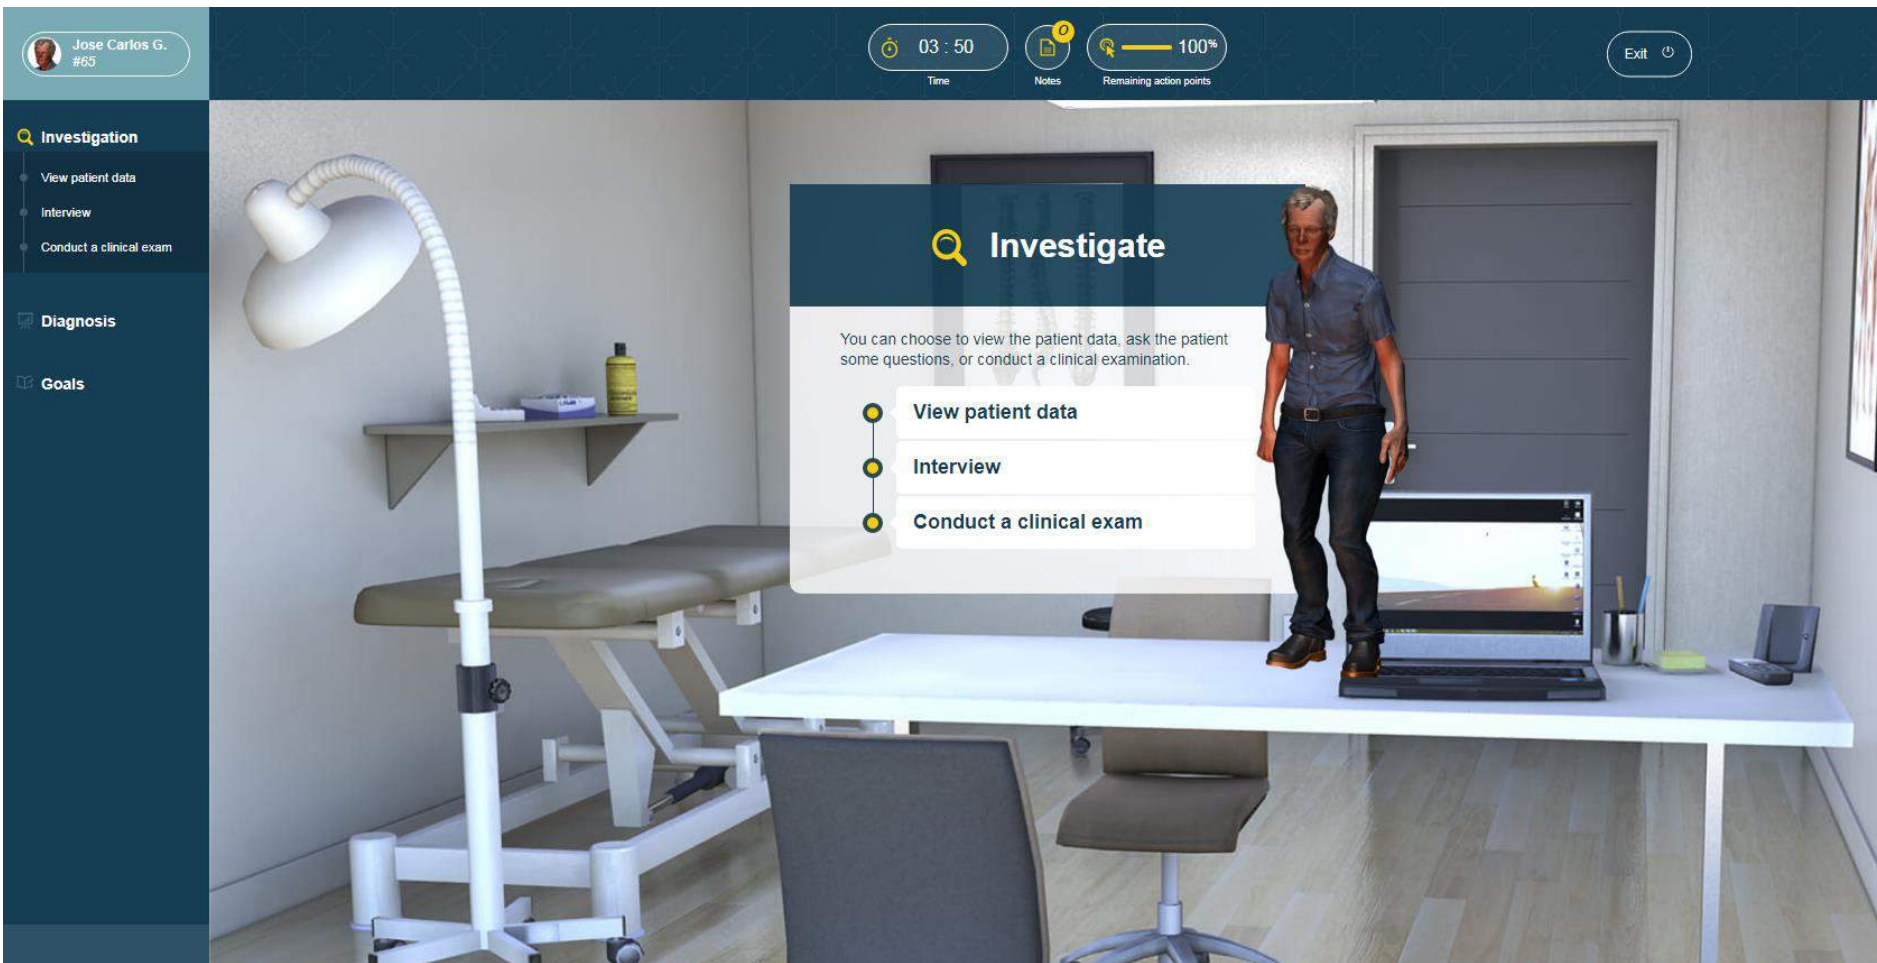 Jose Carlos G.
#65
03 : 50
0
100%
Exit
Time
Notes
Remaining action points
Investigation
View patient data
Interview
Conduct a clinical exam
Diagnosis
Goals
Investigate
You can choose to view the patient data, ask the patient
some questions, or conduct a clinical examination.
View patient data
Interview
Conduct a clinical exam